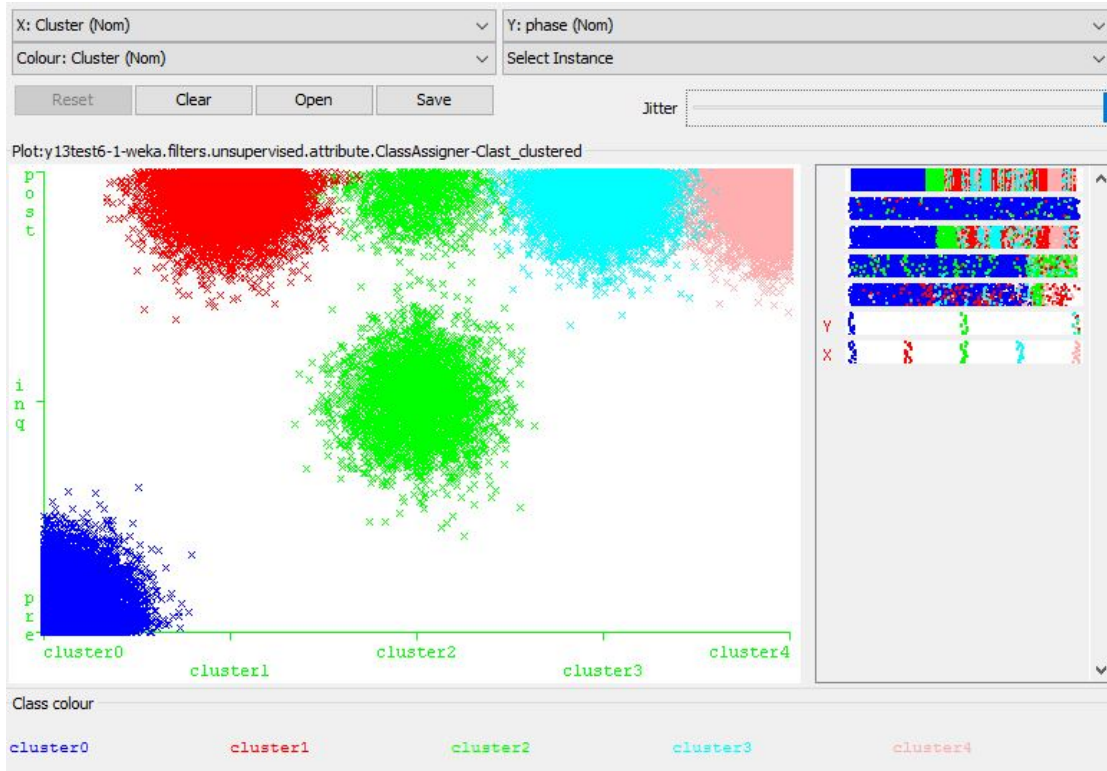 X: Cluster (Nom)
Y: phase (Nom)
Colour: Cluster (Nom)
Select Instance
Reset
Clear
Open
Save
Jitter
Plot:y13test6-1-weka.filters.unsupervised.attribute.ClassAssigner-Clast_clustered
post
inq
pre
cluster0
cluster1
cluster2
cluster3
cluster4
Y
X
Class colour
cluster0
cluster1
cluster2
cluster3
cluster4